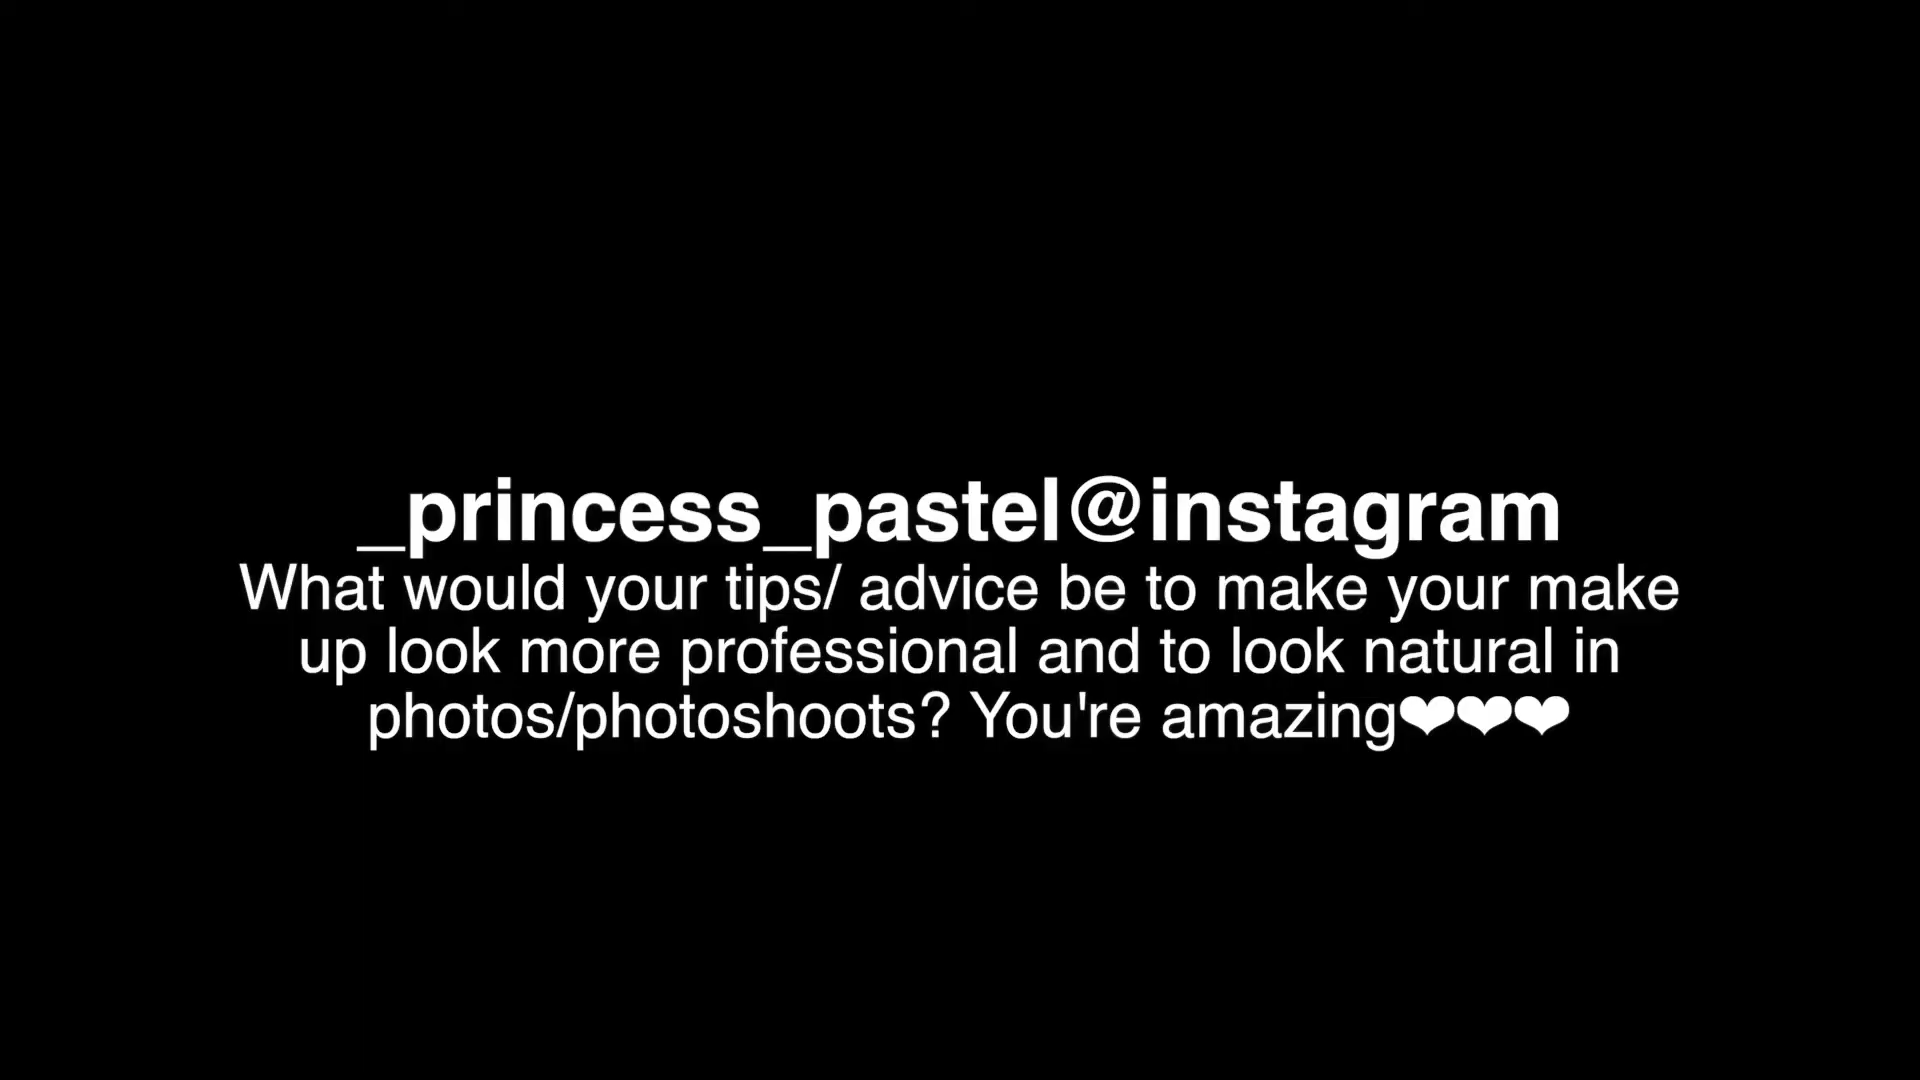 _princess_pastel@instagram
What would your tips/ advice be to make your make
up look more professional and to look natural in
photos/photoshoots? You're amazing❤❤❤